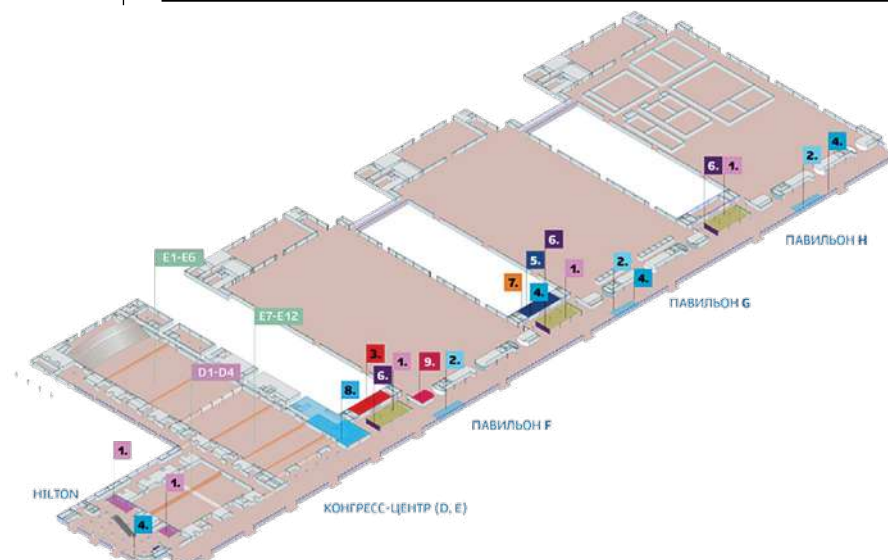 4.
6. 1. 2.
ПАВИЛЬОН H
6.
E1-E6
5. 1. 2.
7. 4. 4.
ПАВИЛЬОН G
E7-E12
3. 1. 9. 2.
D1-D4
6.
8.
ПАВИЛЬОН F
1.
1.
HILTON
КОНГРЕСС-ЦЕНТР (D, E)
4.